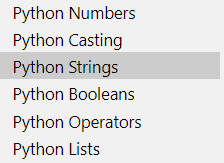 Python Numbers
Python Casting
Python Strings
Python Booleans
Python Operators
Python Lists